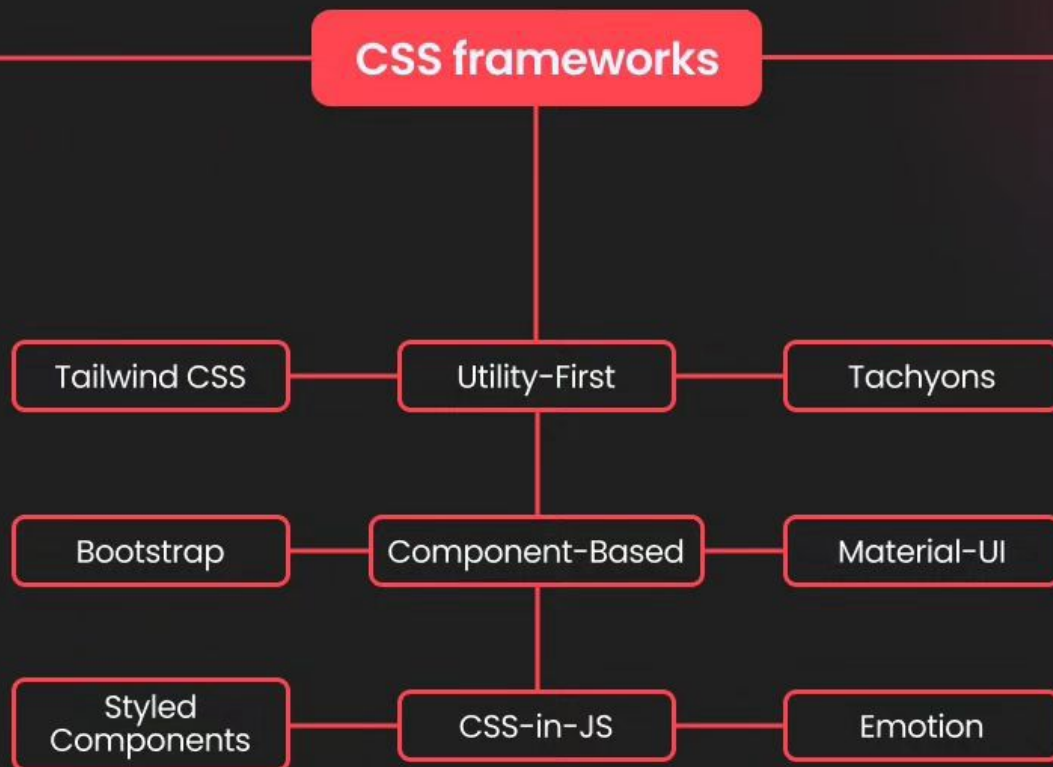 CSS frameworks
Tailwind CSS
Utility-First
Tachyons
Bootstrap
Component-Based
Material-UI
Styled
Components
CSS-in-JS
Emotion